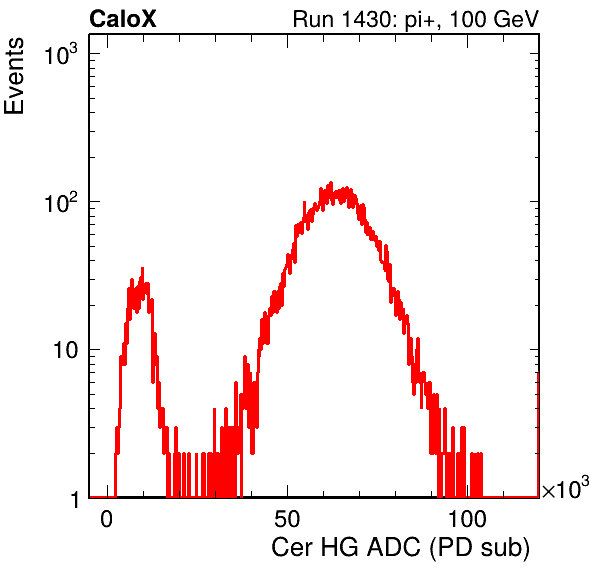 CaloX Run 1430: pi+, 100 GeV
Events
10³
10²
10
1
0 50 100 ×10³
Cer HG ADC (PD sub)